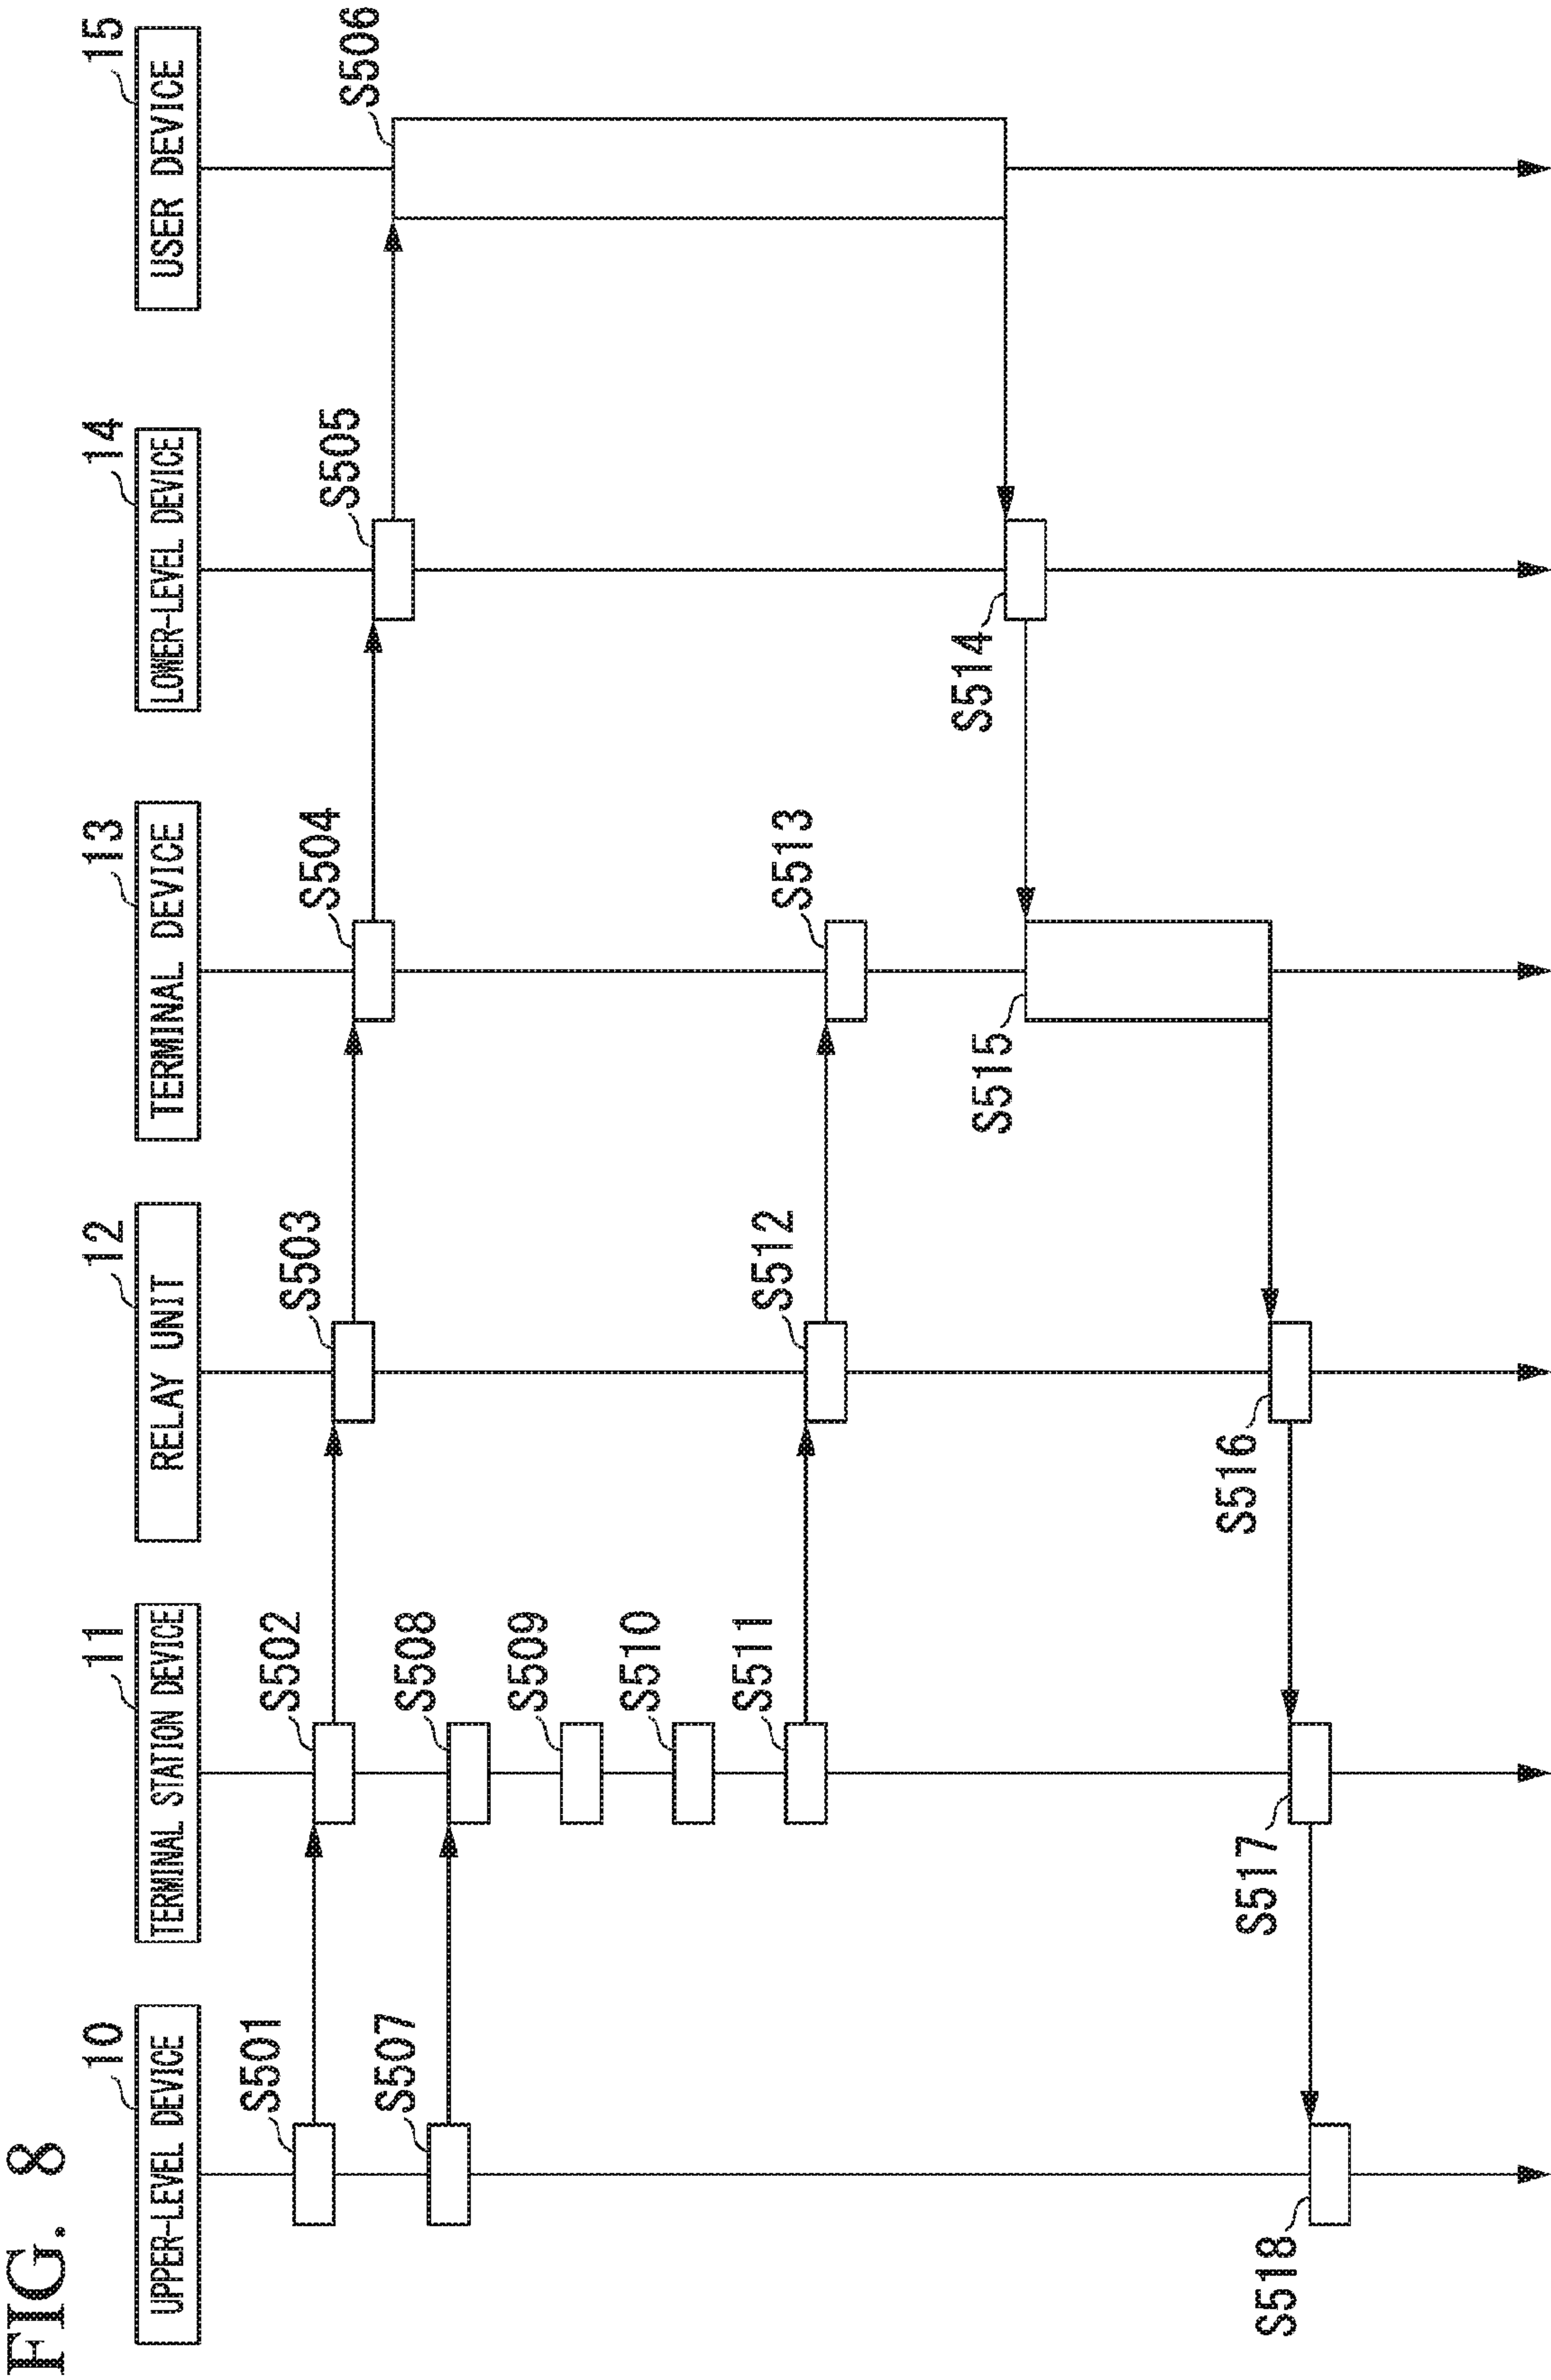 FIG. 8
10
11
12
13
14
15
UPPER-LEVEL DEVICE
TERMINAL STATION DEVICE
RELAY UNIT
TERMINAL DEVICE
LOWER-LEVEL DEVICE
USER DEVICE
S501
S502
S503
S504
S505
S506
S507
S508
S509
S510
S511
S512
S513
S514
S515
S516
S517
S518